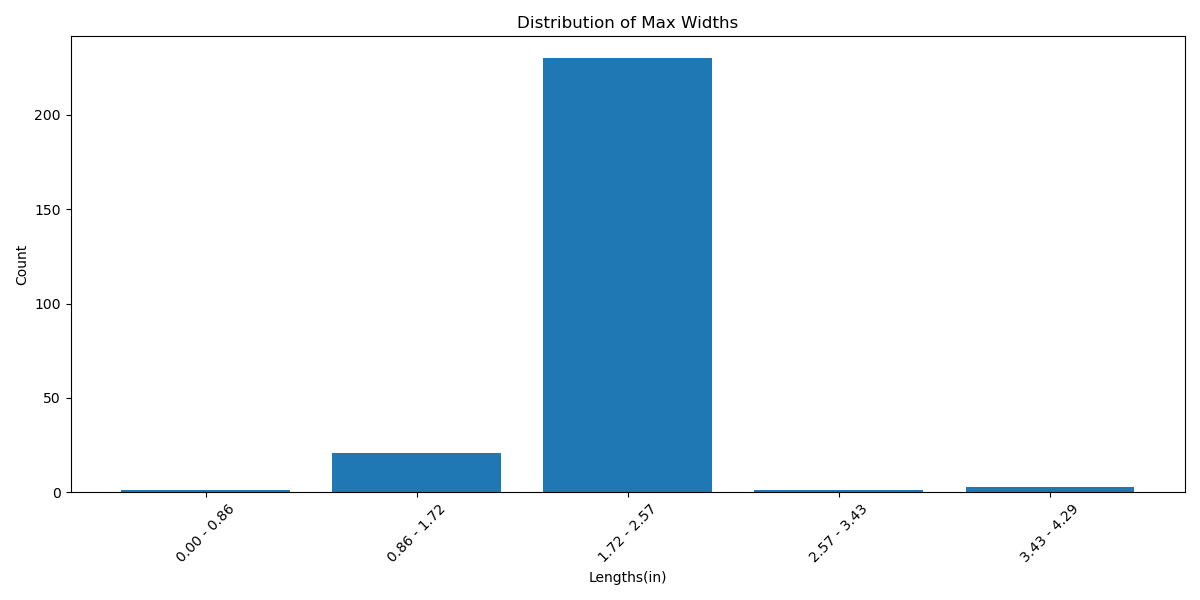 Distribution of Max Widths
200
150
100
50
0
Count
0.00 - 0.86
0.86 - 1.72
1.72 - 2.57
2.57 - 3.43
3.43 - 4.29
Lengths(in)